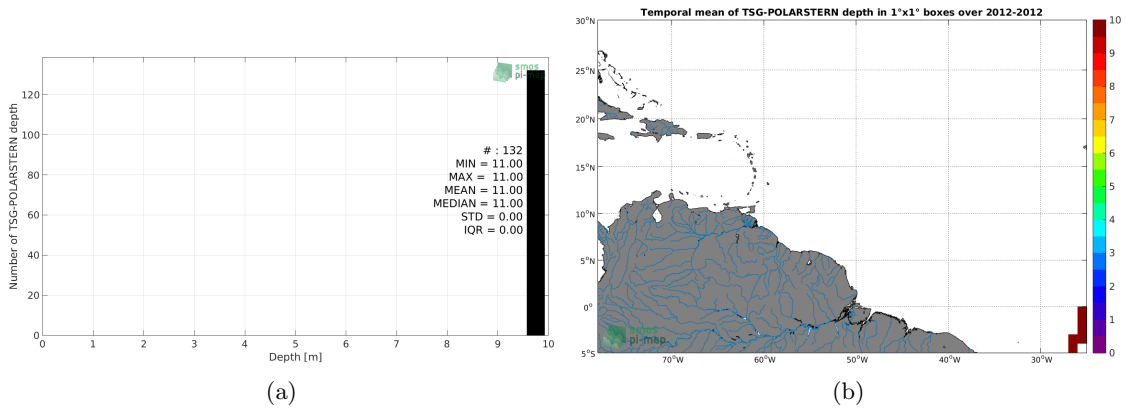 smos
pi-map
Number of TSG-POLARSTERN depth
120
100
80
60
40
20
0
# : 132
MIN = 11.00
MAX = 11.00
MEAN = 11.00
MEDIAN = 11.00
STD = 0.00
IQR = 0.00
0 1 2 3 4 5 6 7 8 9 10
Depth [m]
(a)
Temporal mean of TSG-POLARSTERN depth in 1°x1° boxes over 2012-2012
30°N
25°N
20°N
15°N
10°N
5°N
0°
5°S
70°W 60°W 50°W 40°W 30°W
smos
pi-map
10
9
8
7
6
5
4
3
2
1
0
(b)